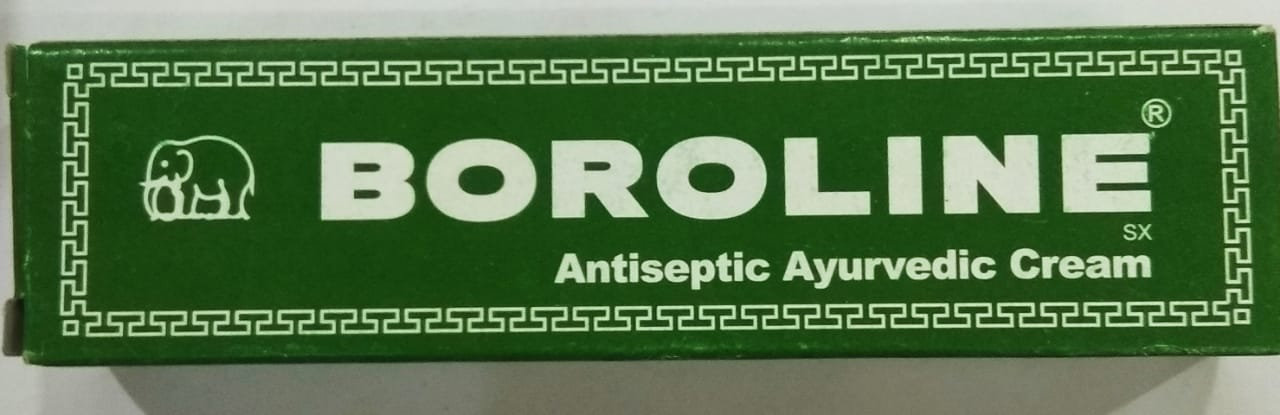 BOROLINE®
SX
Antiseptic Ayurvedic Cream